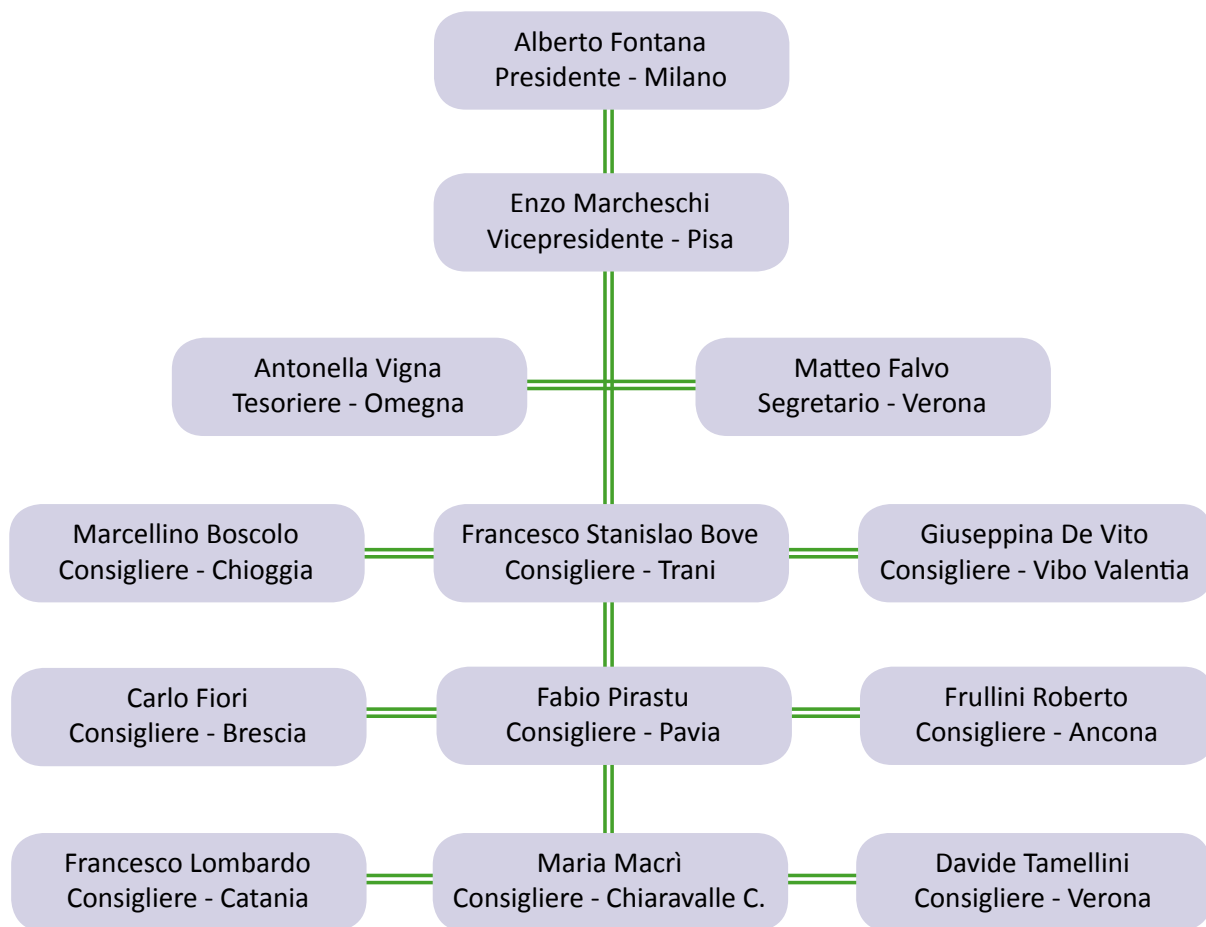 Alberto Fontana
Presidente - Milano
Enzo Marcheschi
Vicepresidente - Pisa
Antonella Vigna
Tesoriere - Omegna
Matteo Falvo
Segretario - Verona
Marcellino Boscolo
Consigliere - Chioggia
Francesco Stanislao Bove
Consigliere - Trani
Giuseppina De Vito
Consigliere - Vibo Valentia
Carlo Fiori
Consigliere - Brescia
Fabio Pirastu
Consigliere - Pavia
Frullini Roberto
Consigliere - Ancona
Francesco Lombardo
Consigliere - Catania
Maria Macrì
Consigliere - Chiaravalle C.
Davide Tamellini
Consigliere - Verona